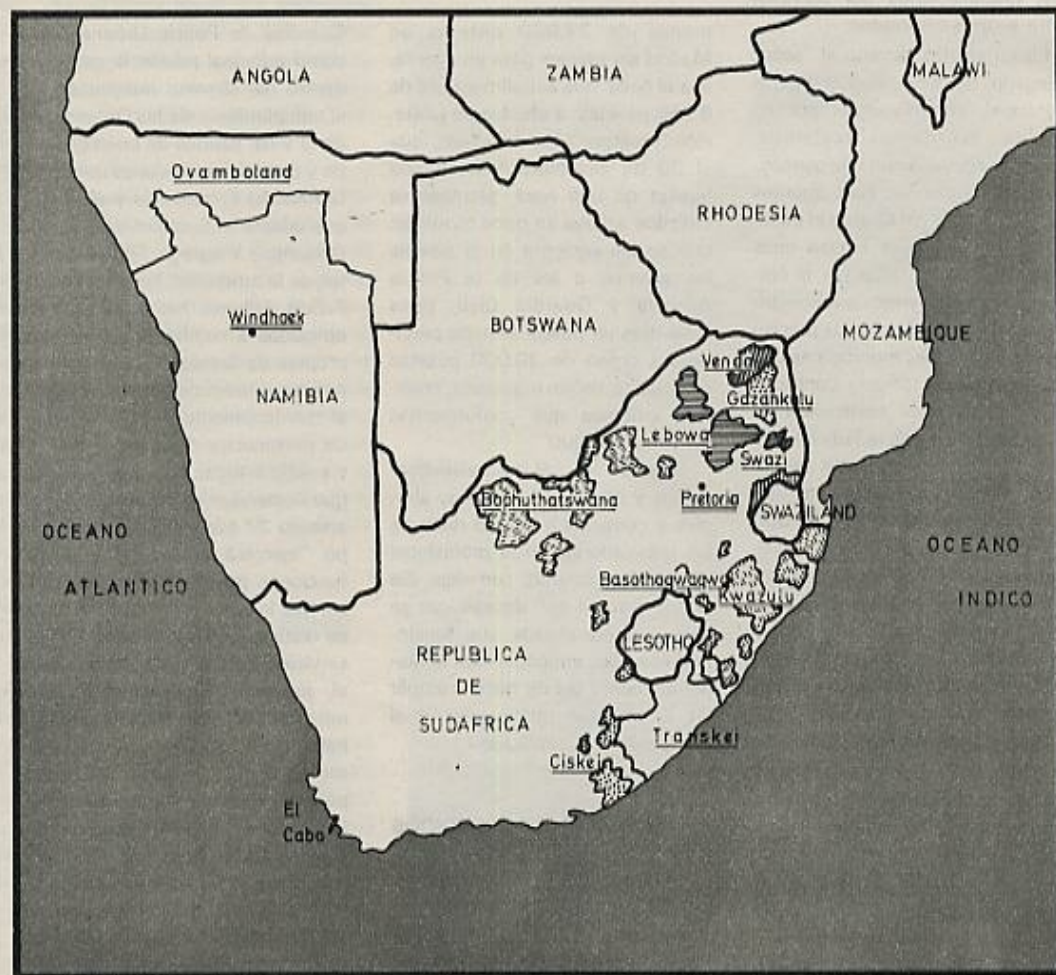 ANGOLA
ZAMBIA
MALAWI
Ovamboland
RHODESIA
Windhoek
BOTSWANA
MOZAMBIQUE
NAMIBIA
Venda
Gazankulu
Lebowa
Swazi
Bophuthatswana
Pretoria
SWAZILAND
OCEANO
ATLANTICO
OCEANO
INDICO
Basothoqwaqwa
Kwazulu
LESOTHO
REPUBLICA
DE
SUDAFRICA
Transkei
Ciskei
El
Cabo